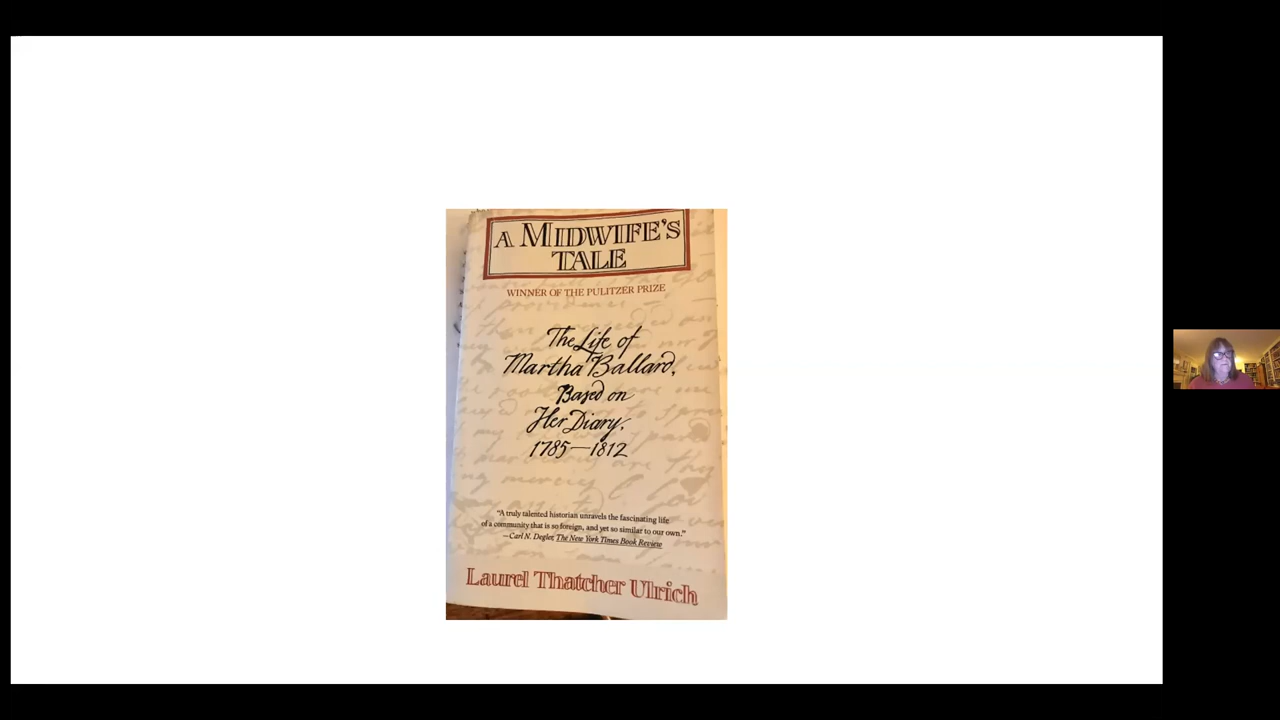 A MIDWIFE'S
TALE
WINNER OF THE PULITZER PRIZE
The Life of
Martha Ballard,
Based on
Her Diary,
1785—1812
"A truly talented historian unravels the fascinating life
of a community that is so foreign, and yet so similar to our own."
—Carl N. Degler, The New York Times Book Review
Laurel Thatcher Ulrich